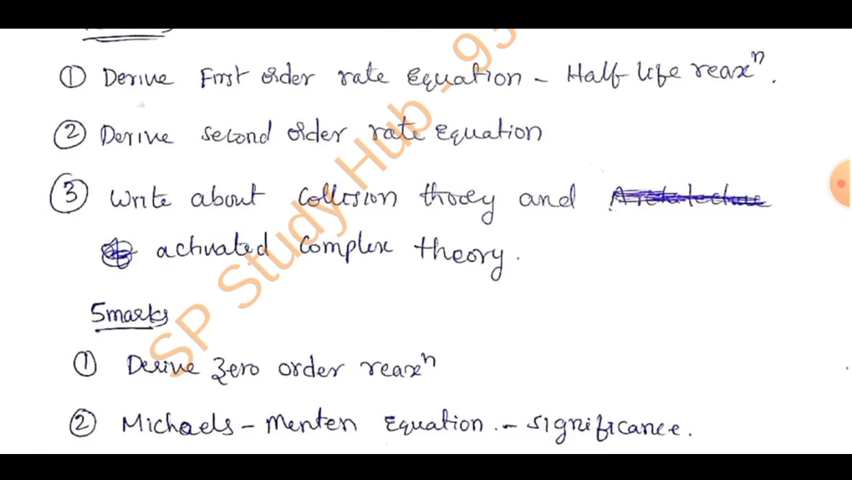 ① Derive First order rate Equation - Half life reaxⁿ.
② Derive second order rate Equation
③ Write about Collision theory and
activated complex theory.
5marks
① Derive Zero order reaxⁿ
② Michaels - menten Equation. - significance.
SP Study Hub - 95